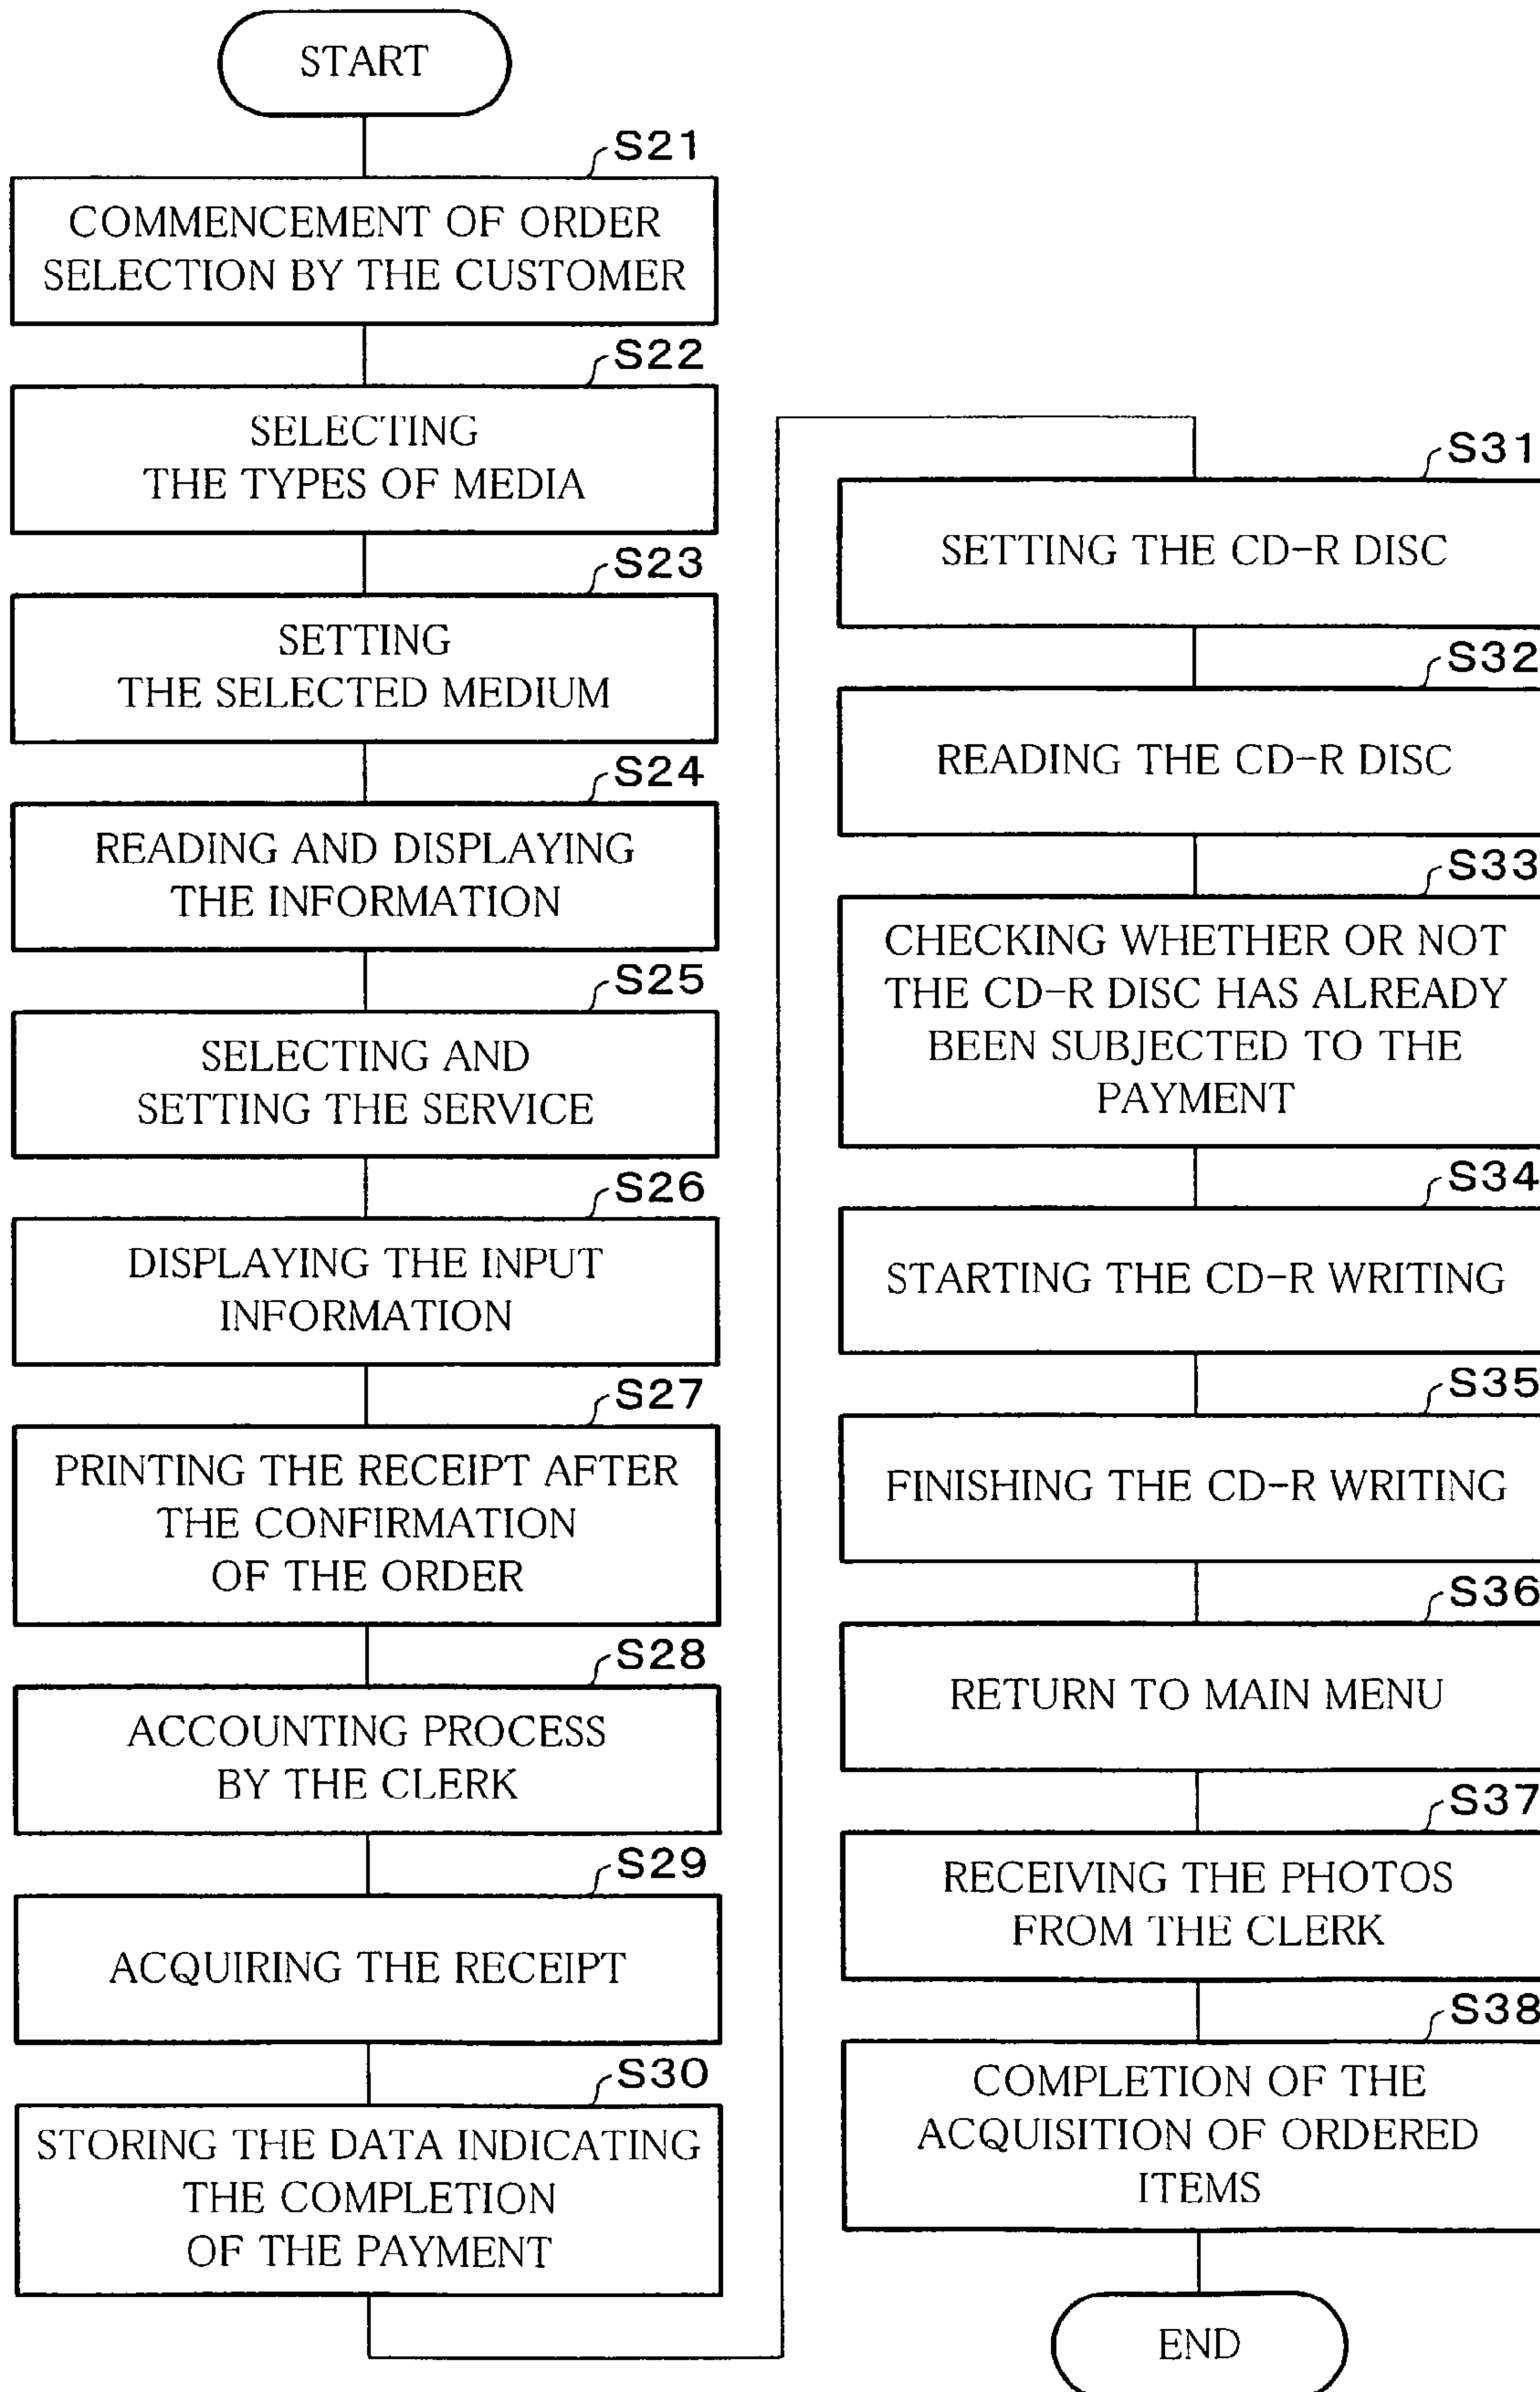 START
S21
COMMENCEMENT OF ORDER
SELECTION BY THE CUSTOMER
S22
SELECTING
THE TYPES OF MEDIA
S23
SETTING
THE SELECTED MEDIUM
S24
READING AND DISPLAYING
THE INFORMATION
S25
SELECTING AND
SETTING THE SERVICE
S26
DISPLAYING THE INPUT
INFORMATION
S27
PRINTING THE RECEIPT AFTER
THE CONFIRMATION
OF THE ORDER
S28
ACCOUNTING PROCESS
BY THE CLERK
S29
ACQUIRING THE RECEIPT
S30
STORING THE DATA INDICATING
THE COMPLETION
OF THE PAYMENT
S31
SETTING THE CD-R DISC
S32
READING THE CD-R DISC
S33
CHECKING WHETHER OR NOT
THE CD-R DISC HAS ALREADY
BEEN SUBJECTED TO THE
PAYMENT
S34
STARTING THE CD-R WRITING
S35
FINISHING THE CD-R WRITING
S36
RETURN TO MAIN MENU
S37
RECEIVING THE PHOTOS
FROM THE CLERK
S38
COMPLETION OF THE
ACQUISITION OF ORDERED
ITEMS
END